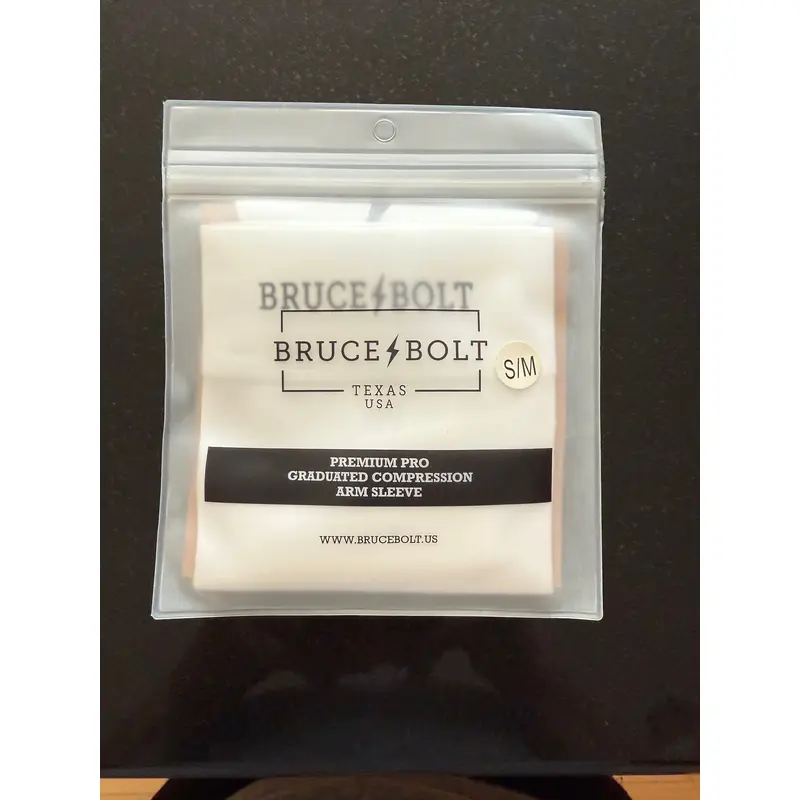 BRUCE BOLT
BRUCE BOLT
S/M
TEXAS
USA
PREMIUM PRO
GRADUATED COMPRESSION
ARM SLEEVE
WWW.BRUCEBOLT.US